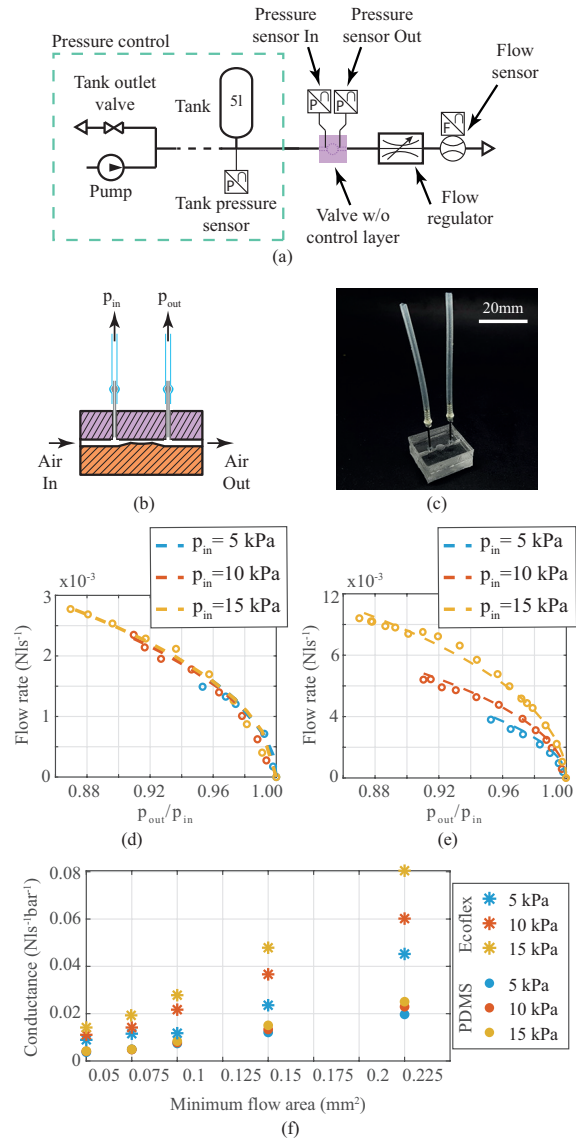 Pressure
sensor In
Pressure
sensor Out
Flow
sensor
Pressure control
Tank outlet
valve
Tank
5l
P
P
P
F
Pump
Tank pressure
sensor
Valve w/o
control layer
Flow
regulator
(a)
p_in
p_out
Air
In
Air
Out
(b)
20mm
(c)
p_in= 5 kPa
p_in= 10 kPa
p_in= 15 kPa
x10⁻³
3
2
1
0
Flow rate (Nls⁻¹)
0.88
0.92
0.96
1.00
p_out/p_in
(d)
p_in= 5 kPa
p_in= 10 kPa
p_in= 15 kPa
x10⁻³
12
8
4
0
Flow rate (Nls⁻¹)
0.88
0.92
0.96
1.00
p_out/p_in
(e)
0.08
0.06
0.04
0.02
0
Conductance (Nls⁻¹bar⁻¹)
0.05
0.075
0.1
0.125
0.15
0.175
0.2
0.225
Minimum flow area (mm²)
Ecoflex
5 kPa
10 kPa
15 kPa
PDMS
5 kPa
10 kPa
15 kPa
(f)